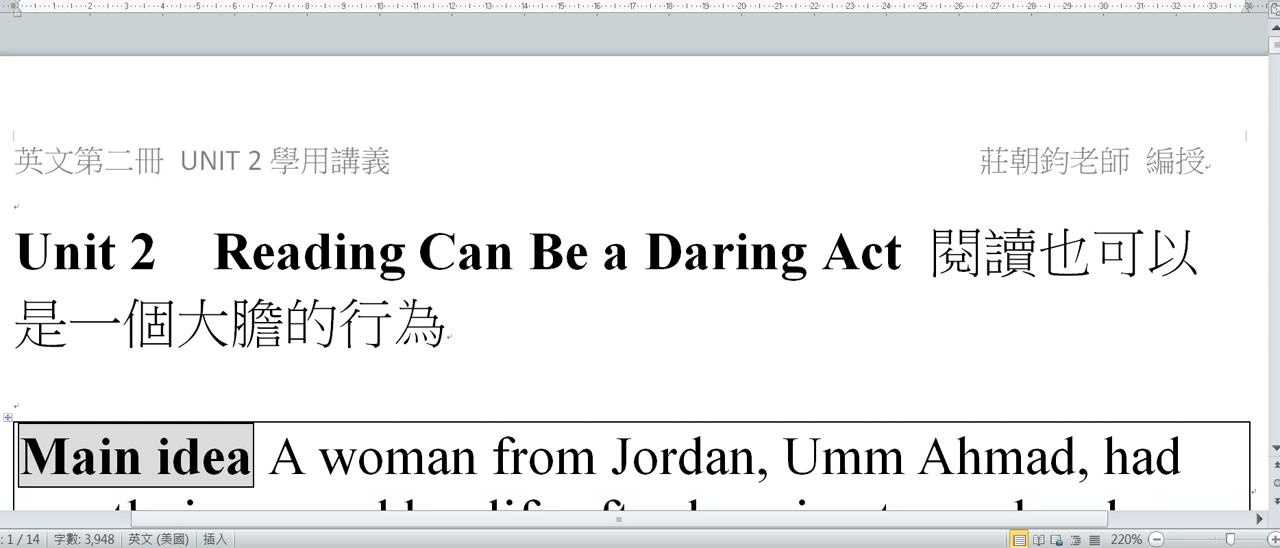 英文第二冊 UNIT 2 學用講義 莊朝鈞老師 編授
Unit 2 Reading Can Be a Daring Act 閱讀也可以
是一個大膽的行為
Main idea A woman from Jordan, Umm Ahmad, had
: 1 / 14 字數: 3,948 英文 (美國) 插入 220%